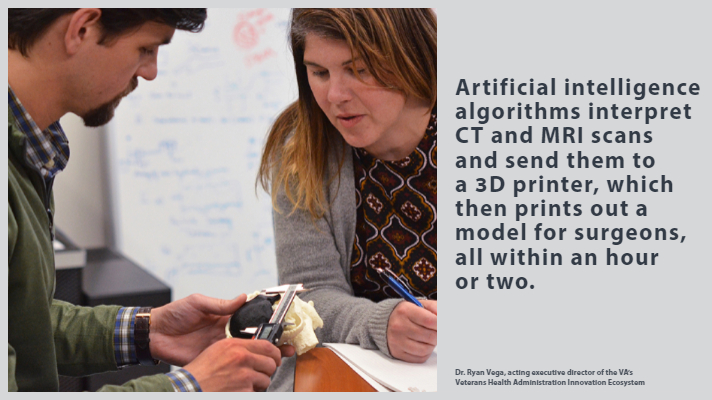 Artificial intelligence
algorithms interpret
CT and MRI scans
and send them to
a 3D printer, which
then prints out a
model for surgeons,
all within an hour
or two.
Dr. Ryan Vega, acting executive director of the VA's
Veterans Health Administration Innovation Ecosystem